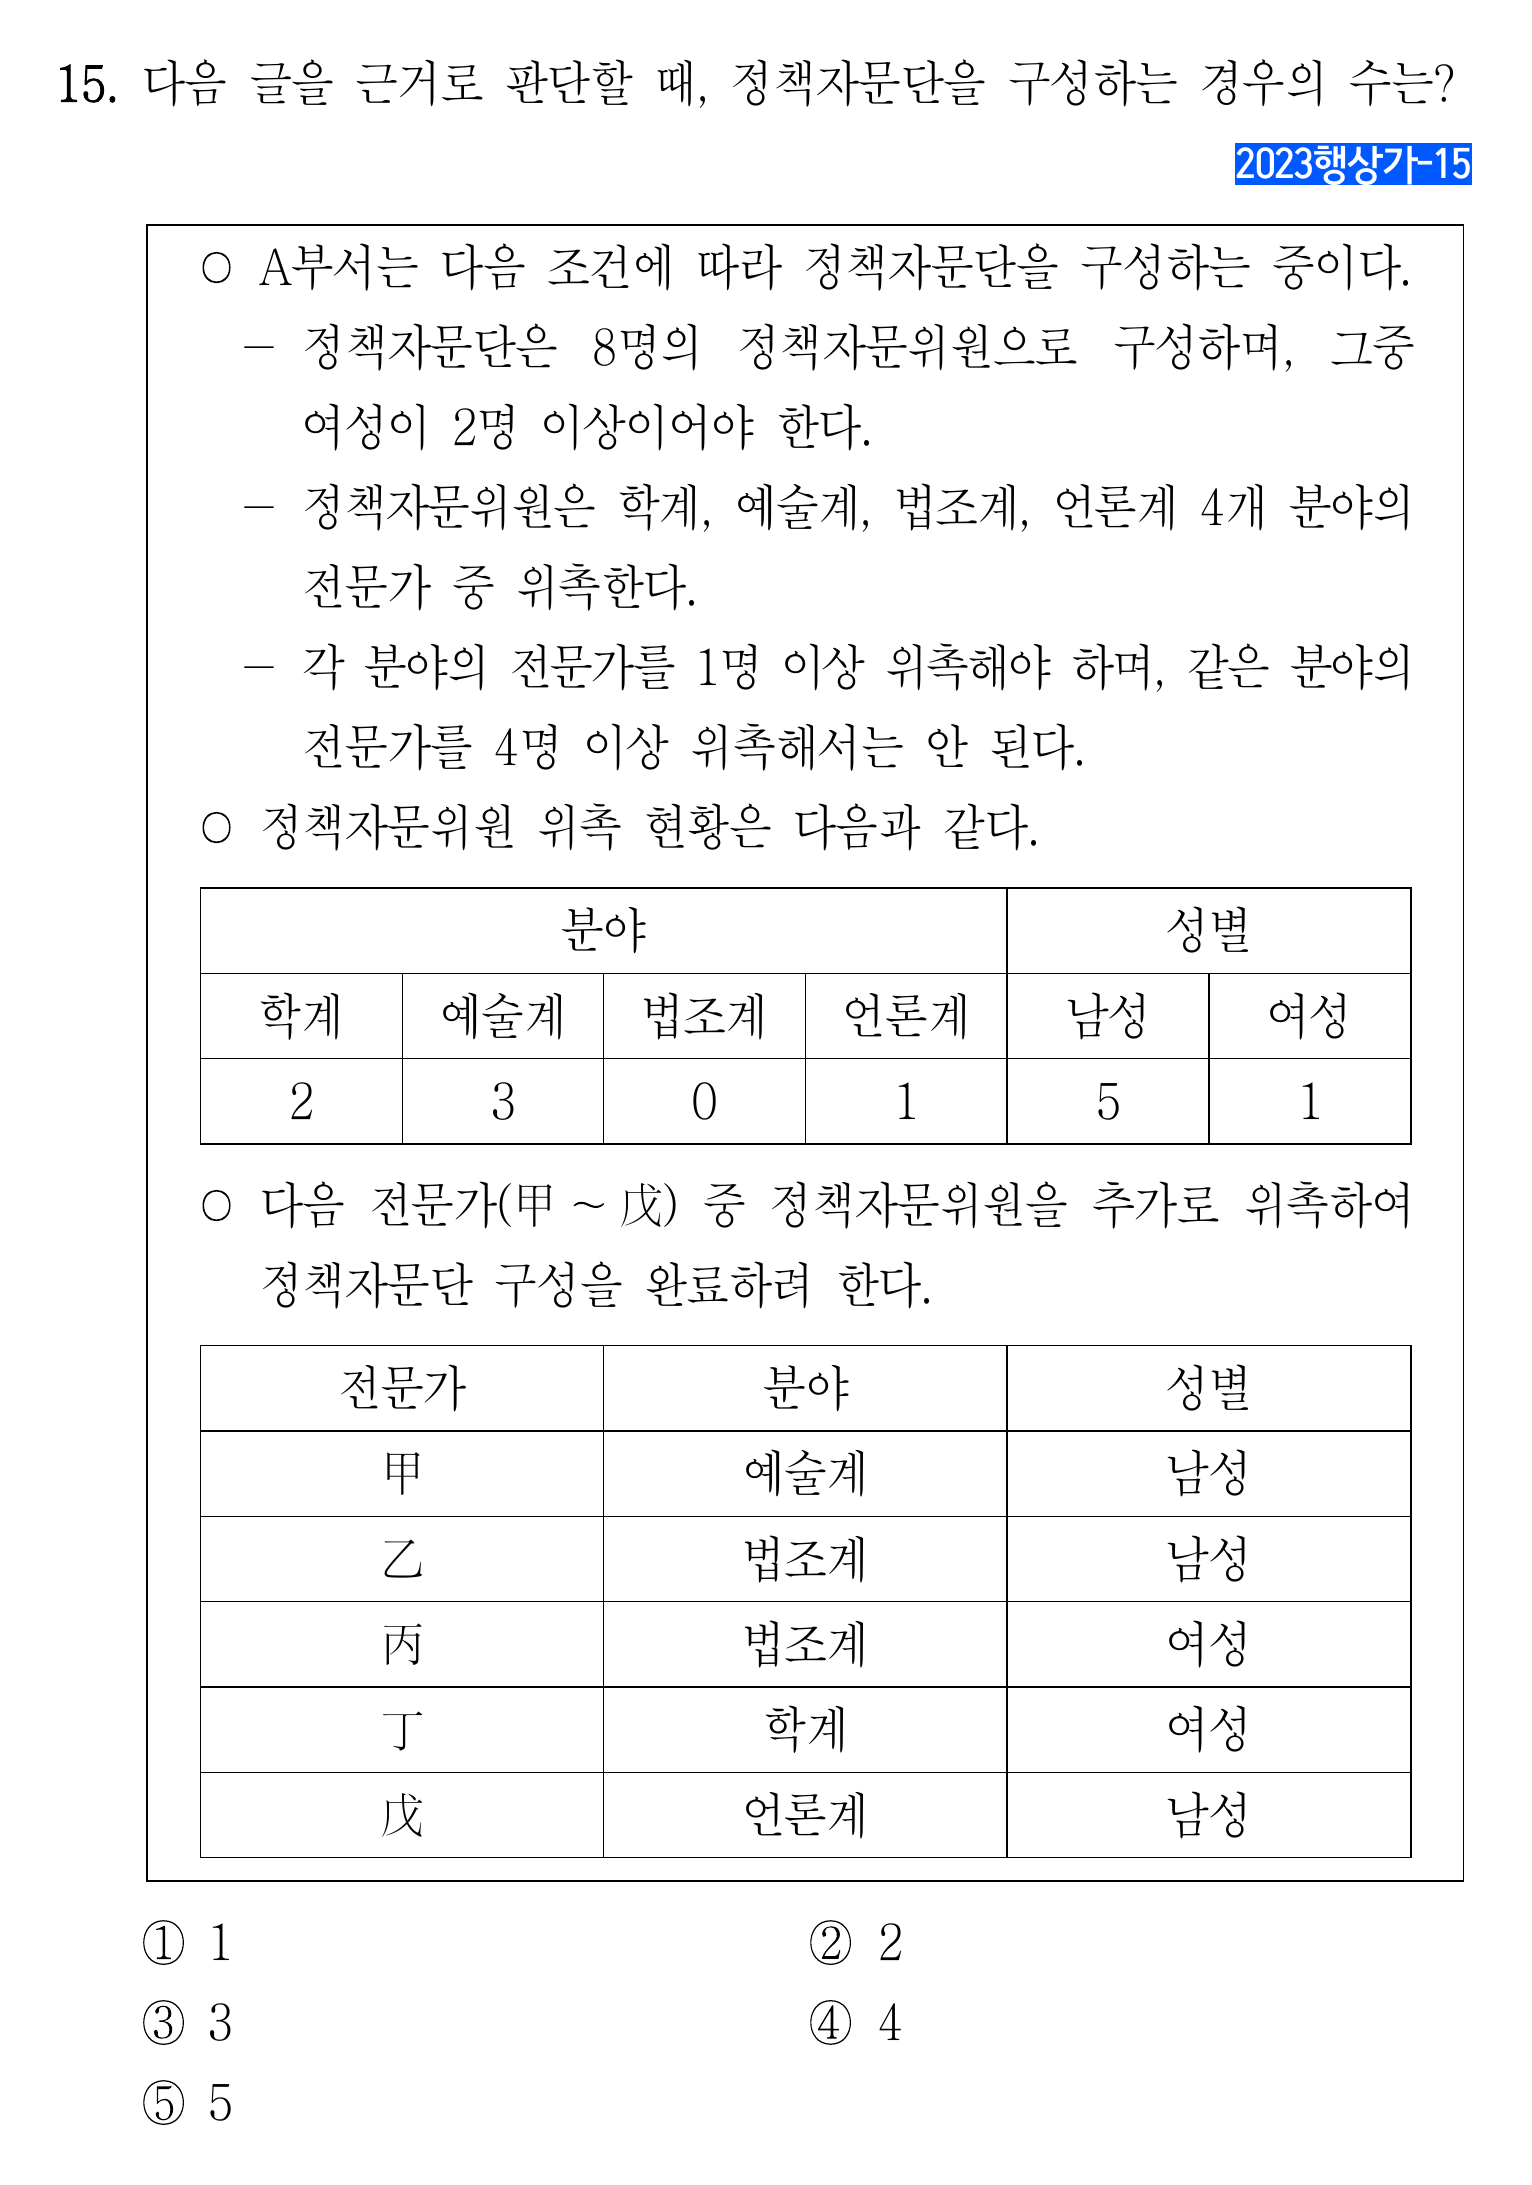 15. 다음 글을 근거로 판단할 때, 정책자문단을 구성하는 경우의 수는?
2023행상가-15
○ A부서는 다음 조건에 따라 정책자문단을 구성하는 중이다.
－ 정책자문단은 8명의 정책자문위원으로 구성하며, 그중
여성이 2명 이상이어야 한다.
－ 정책자문위원은 학계, 예술계, 법조계, 언론계 4개 분야의
전문가 중 위촉한다.
－ 각 분야의 전문가를 1명 이상 위촉해야 하며, 같은 분야의
전문가를 4명 이상 위촉해서는 안 된다.
○ 정책자문위원 위촉 현황은 다음과 같다.
분야 성별
학계 예술계 법조계 언론계 남성 여성
2 3 0 1 5 1
○ 다음 전문가(甲 ~ 戊) 중 정책자문위원을 추가로 위촉하여
정책자문단 구성을 완료하려 한다.
전문가 분야 성별
甲 예술계 남성
乙 법조계 남성
丙 법조계 여성
丁 학계 여성
戊 언론계 남성
① 1 ② 2
③ 3 ④ 4
⑤ 5